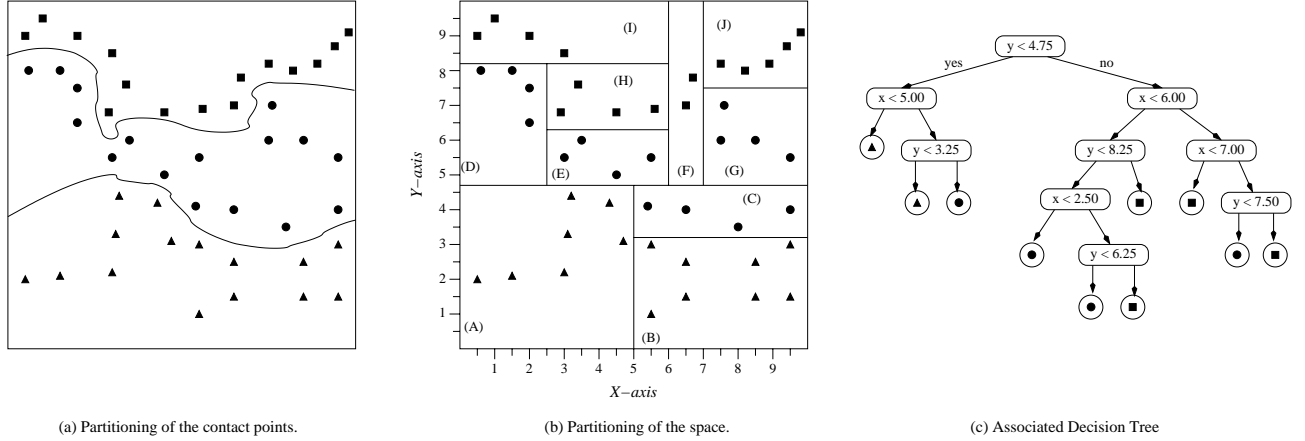 9
8
7
6
5
4
3
2
1
Y–axis
(I)
(J)
(H)
(D)
(E)
(F)
(G)
(C)
(A)
(B)
1 2 3 4 5 6 7 8 9
X–axis
y < 4.75
yes
no
x < 5.00
x < 6.00
y < 3.25
y < 8.25
x < 7.00
x < 2.50
y < 7.50
y < 6.25
(a) Partitioning of the contact points.
(b) Partitioning of the space.
(c) Associated Decision Tree